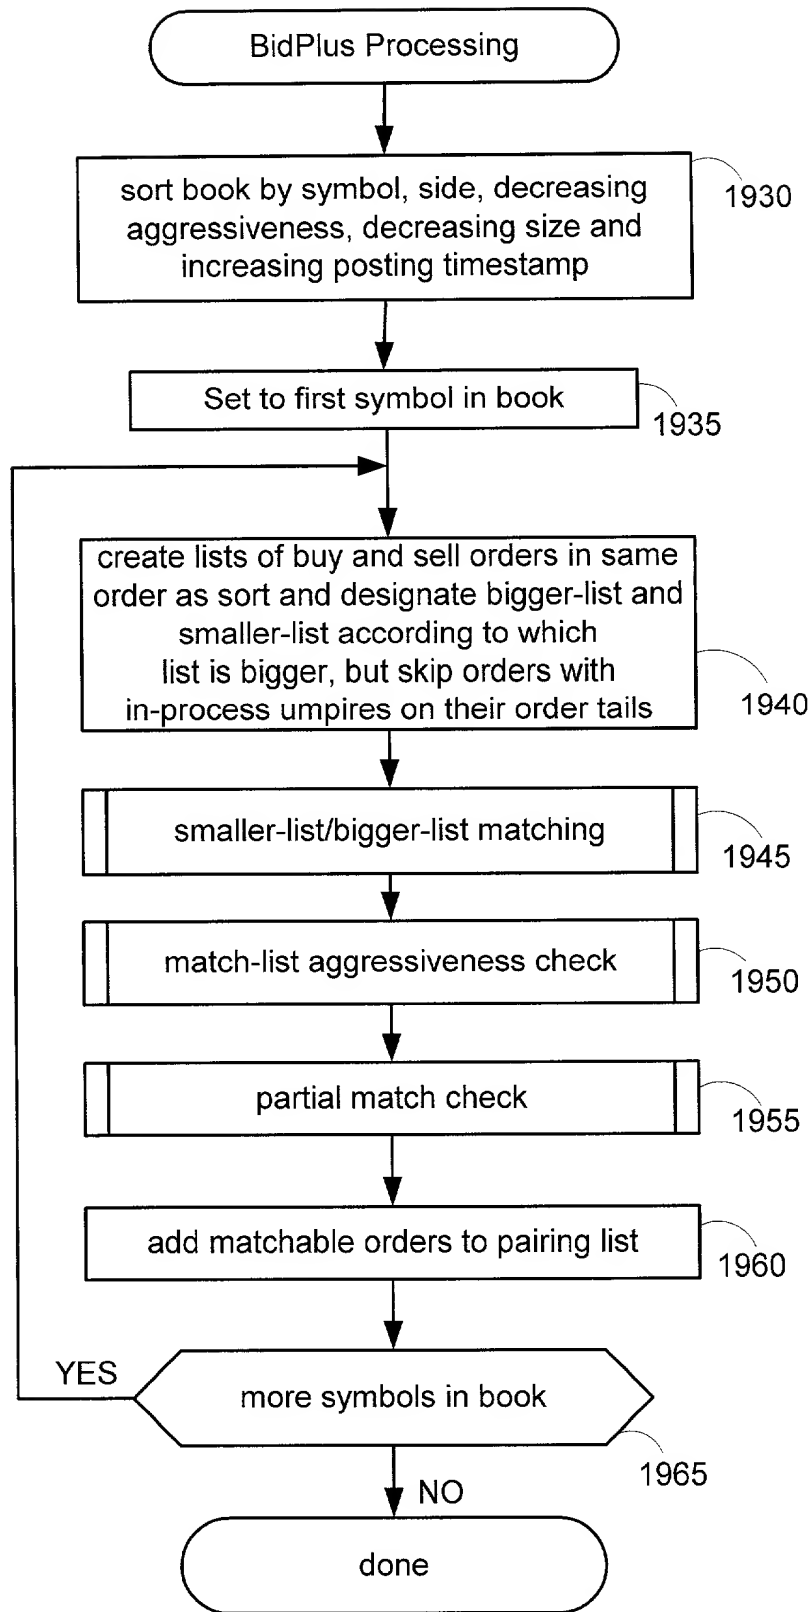 BidPlus Processing
sort book by symbol, side, decreasing
aggressiveness, decreasing size and
increasing posting timestamp
1930
Set to first symbol in book
1935
create lists of buy and sell orders in same
order as sort and designate bigger-list and
smaller-list according to which
list is bigger, but skip orders with
in-process umpires on their order tails
1940
smaller-list/bigger-list matching
1945
match-list aggressiveness check
1950
partial match check
1955
add matchable orders to pairing list
1960
YES
more symbols in book
1965
NO
done